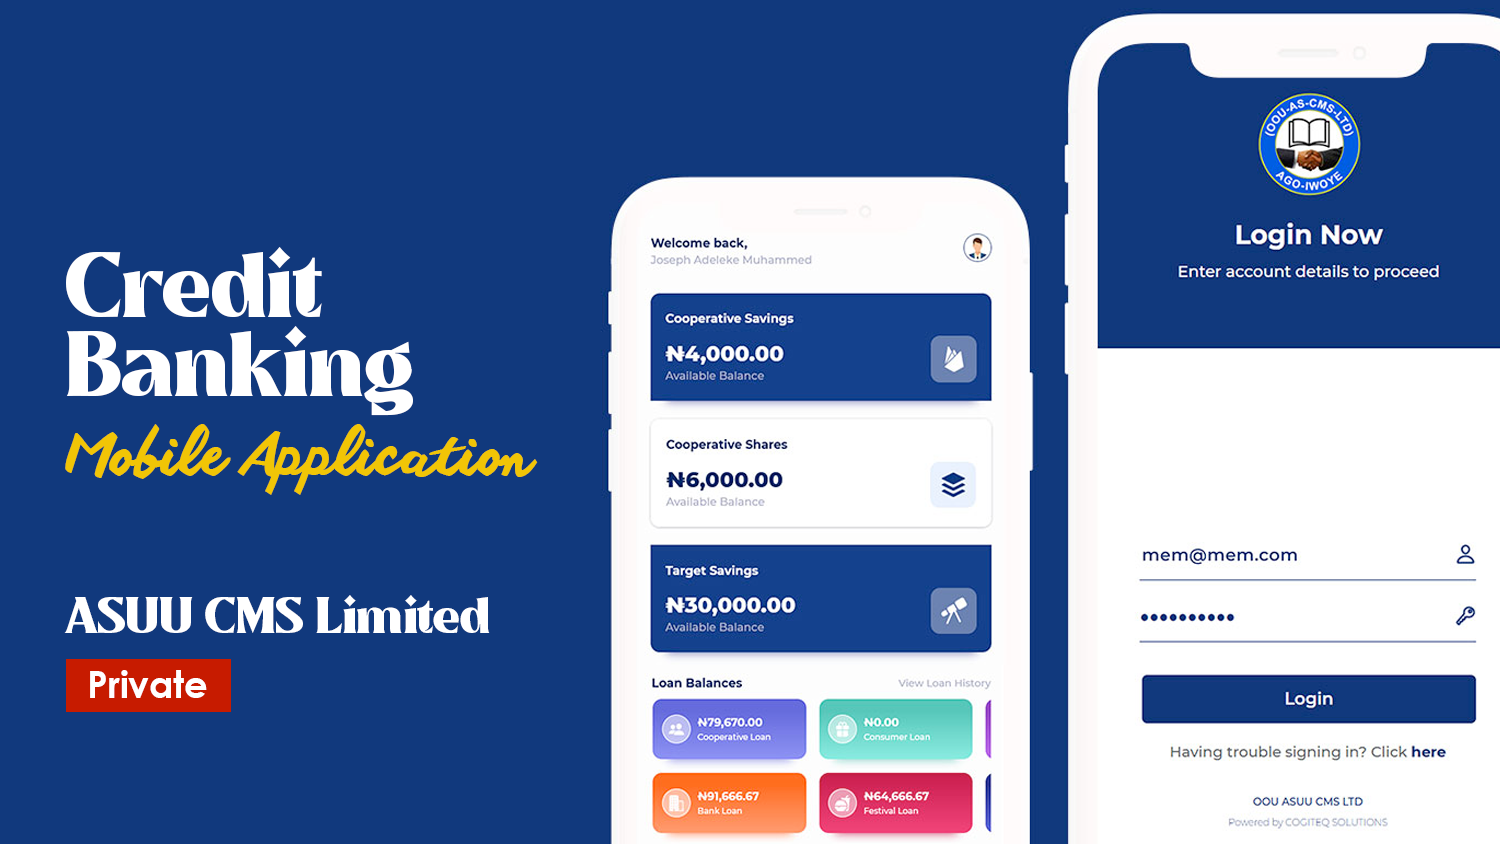 Credit
Banking
Mobile Application
ASUU CMS Limited
Private
Welcome back,
Joseph Adeleke Muhammed
Cooperative Savings
₦4,000.00
Available Balance
Cooperative Shares
₦6,000.00
Available Balance
Target Savings
₦30,000.00
Available Balance
Loan Balances
View Loan History
₦79,670.00
Cooperative Loan
₦0.00
Consumer Loan
₦91,666.67
Bank Loan
₦64,666.67
Festival Loan
(OOU-AS-CMS-LTD)
AGO-IWOYE
Login Now
Enter account details to proceed
mem@mem.com
••••••••••
Login
Having trouble signing in? Click here
OOU ASUU CMS LTD
Powered by COGITEQ SOLUTIONS